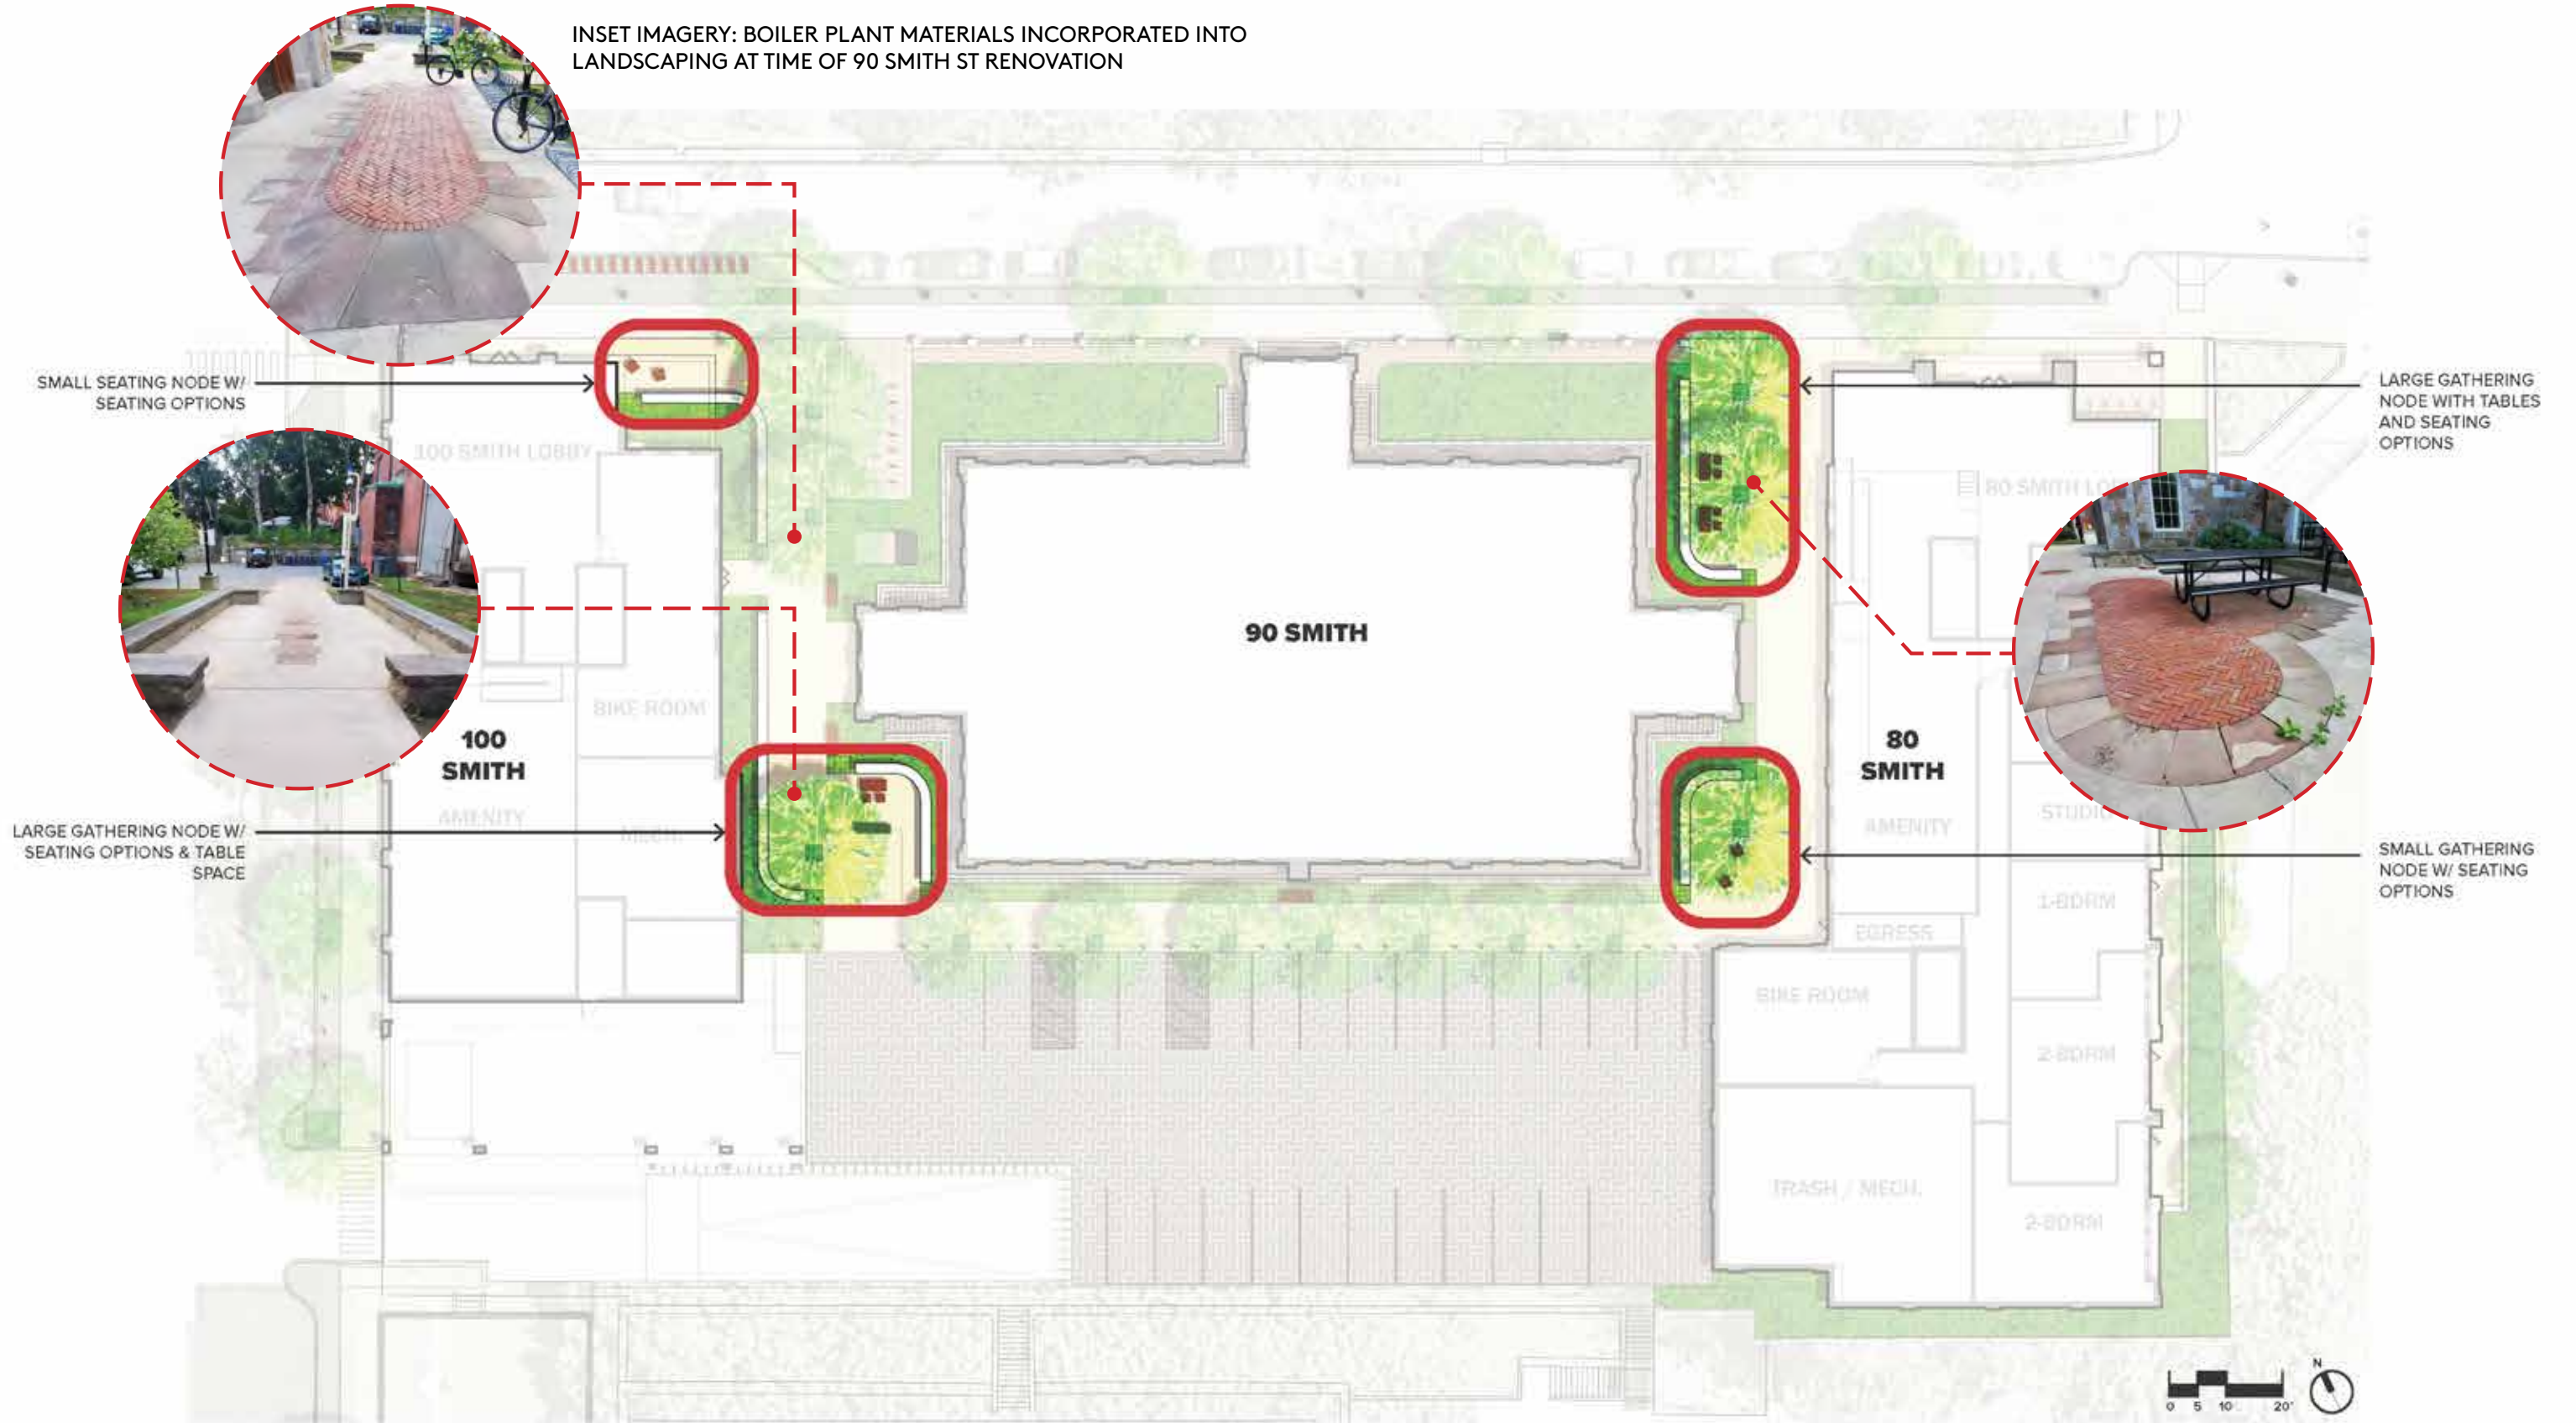 INSET IMAGERY: BOILER PLANT MATERIALS INCORPORATED INTO
LANDSCAPING AT TIME OF 90 SMITH ST RENOVATION
SMALL SEATING NODE W/
SEATING OPTIONS
LARGE GATHERING
NODE WITH TABLES
AND SEATING
OPTIONS
100 SMITH LOBBY
80 SMITH
90 SMITH
BIKE ROOM
100
SMITH
80
SMITH
AMENITY
MECH.
AMENITY
STUDIO
LARGE GATHERING NODE W/
SEATING OPTIONS & TABLE
SPACE
SMALL GATHERING
NODE W/ SEATING
OPTIONS
1-BDRM
EGRESS
BIKE ROOM
2-BDRM
TRASH / MECH.
2-BDRM
N
0 5 10 20'